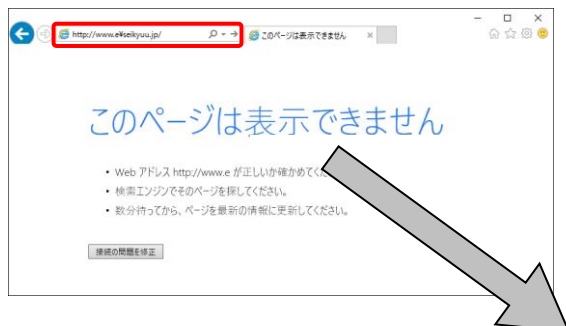 http://www.e¥seikyuu.jp/
このページは表示できません
このページは表示できません
• Web アドレス http://www.e が正しいか確かめてく
• 検索エンジンでそのページを探してください。
• 数分待ってから、ページを最新の情報に更新してください。
接続の問題を修正